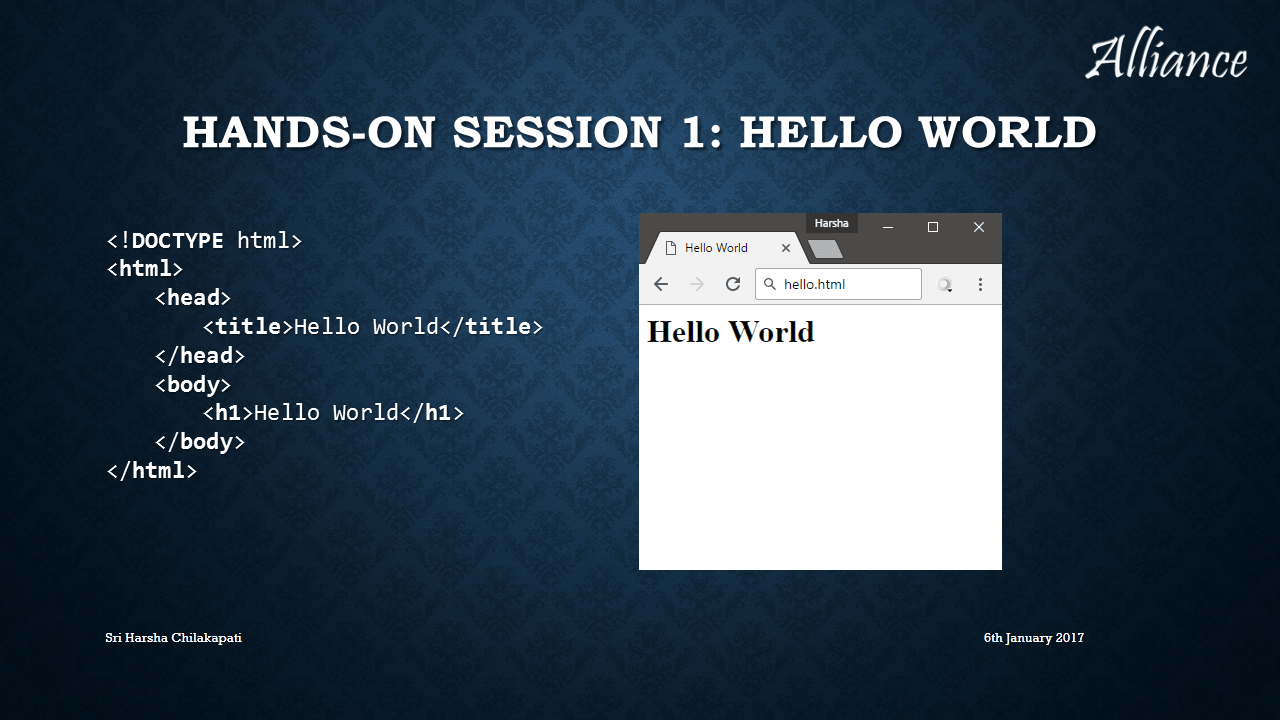 Alliance
HANDS-ON SESSION 1: HELLO WORLD
<!DOCTYPE html>
<html>
<head>
<title>Hello World</title>
</head>
<body>
<h1>Hello World</h1>
</body>
</html>
Harsha
Hello World
hello.html
Hello World
Sri Harsha Chilakapati
6th January 2017